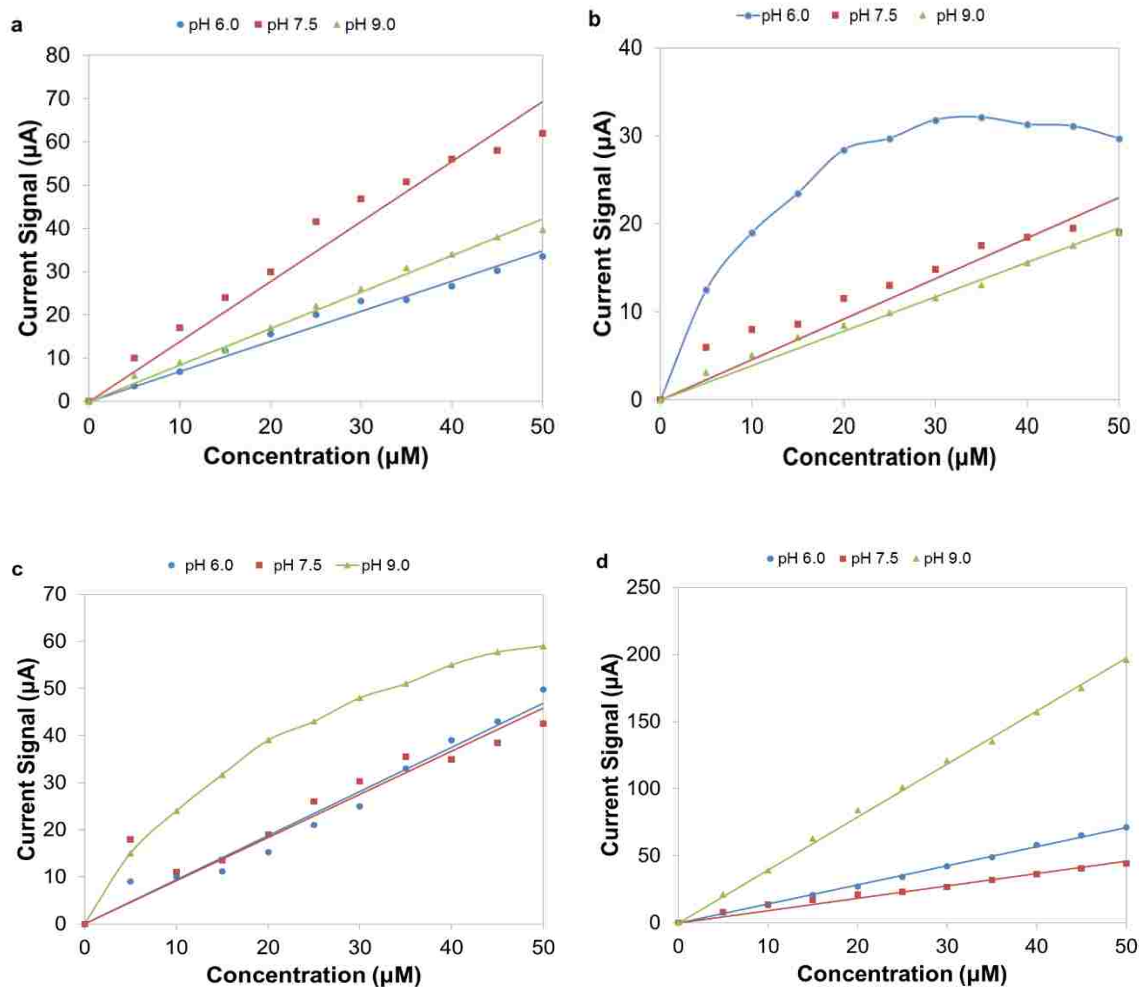 a
pH 6.0 pH 7.5 pH 9.0
Current Signal (µA)
80
70
60
50
40
30
20
10
0
0 10 20 30 40 50
Concentration (µM)
b
pH 6.0 pH 7.5 pH 9.0
Current Signal (µA)
40
30
20
10
0
0 10 20 30 40 50
Concentration (µM)
c
pH 6.0 pH 7.5 pH 9.0
Current Signal (µA)
70
60
50
40
30
20
10
0
0 10 20 30 40 50
Concentration (µM)
d
pH 6.0 pH 7.5 pH 9.0
Current Signal (µA)
250
200
150
100
50
0
0 10 20 30 40 50
Concentration (µM)